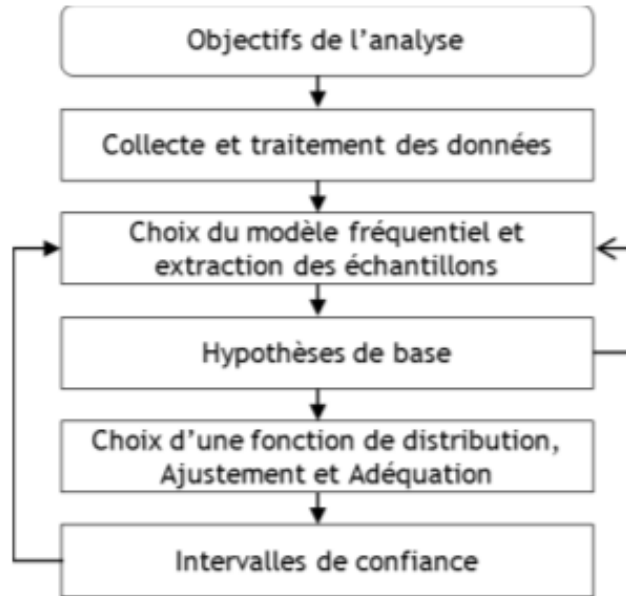 Objectifs de l'analyse
Collecte et traitement des données
Choix du modèle fréquentiel et
extraction des échantillons
Hypothèses de base
Choix d'une fonction de distribution,
Ajustement et Adéquation
Intervalles de confiance